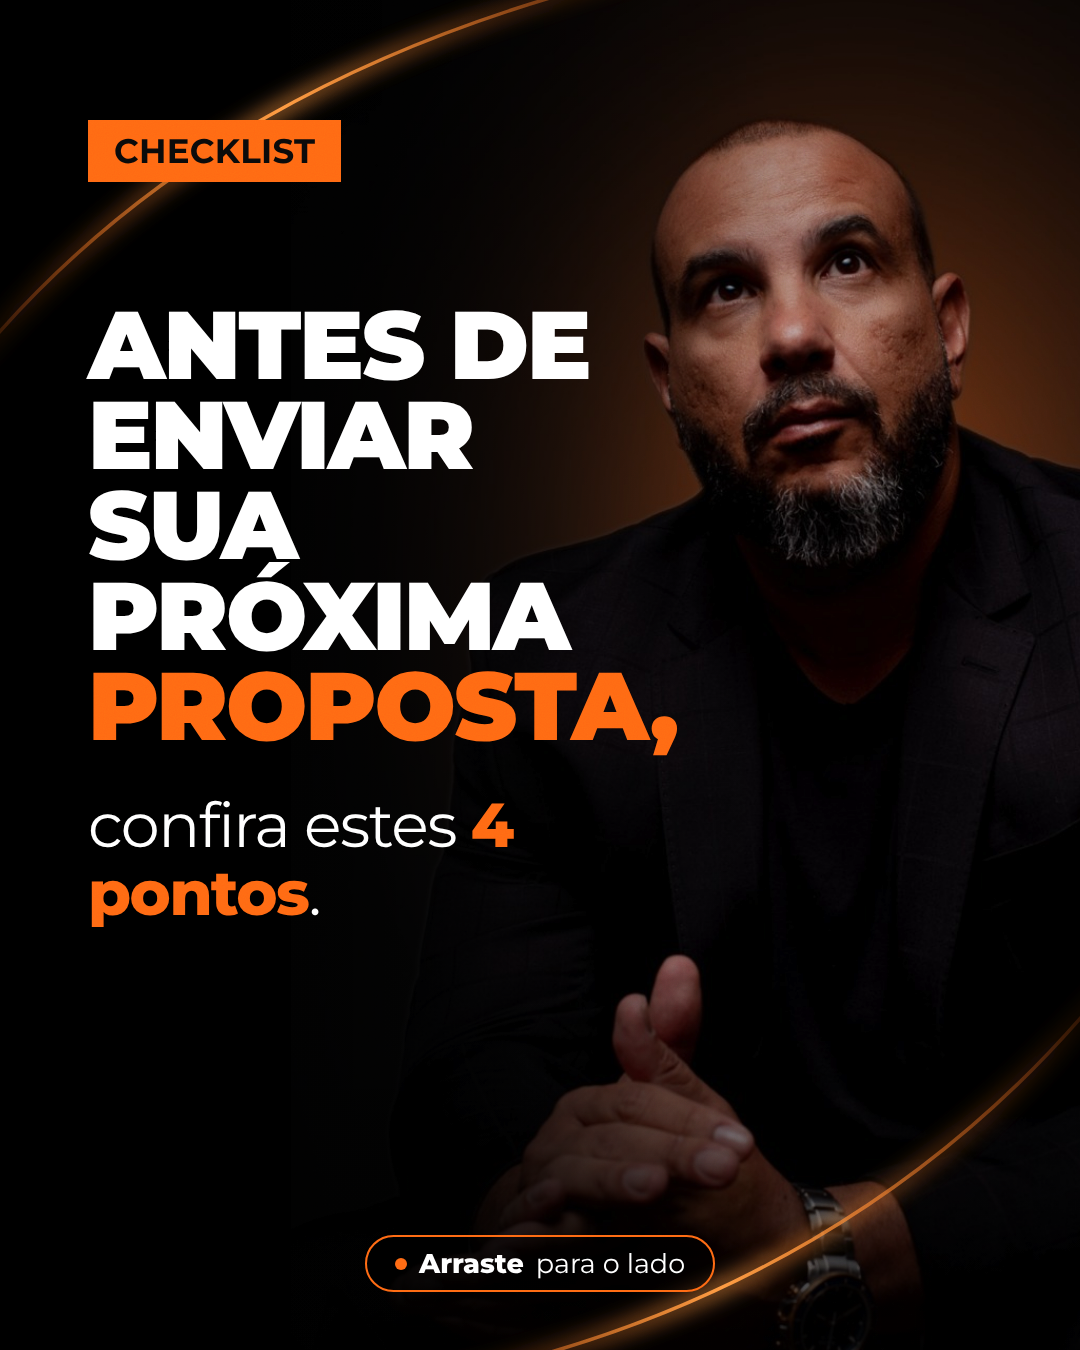 CHECKLIST
ANTES DE
ENVIAR
SUA
PRÓXIMA
PROPOSTA,
confira estes 4
pontos.
Arraste para o lado